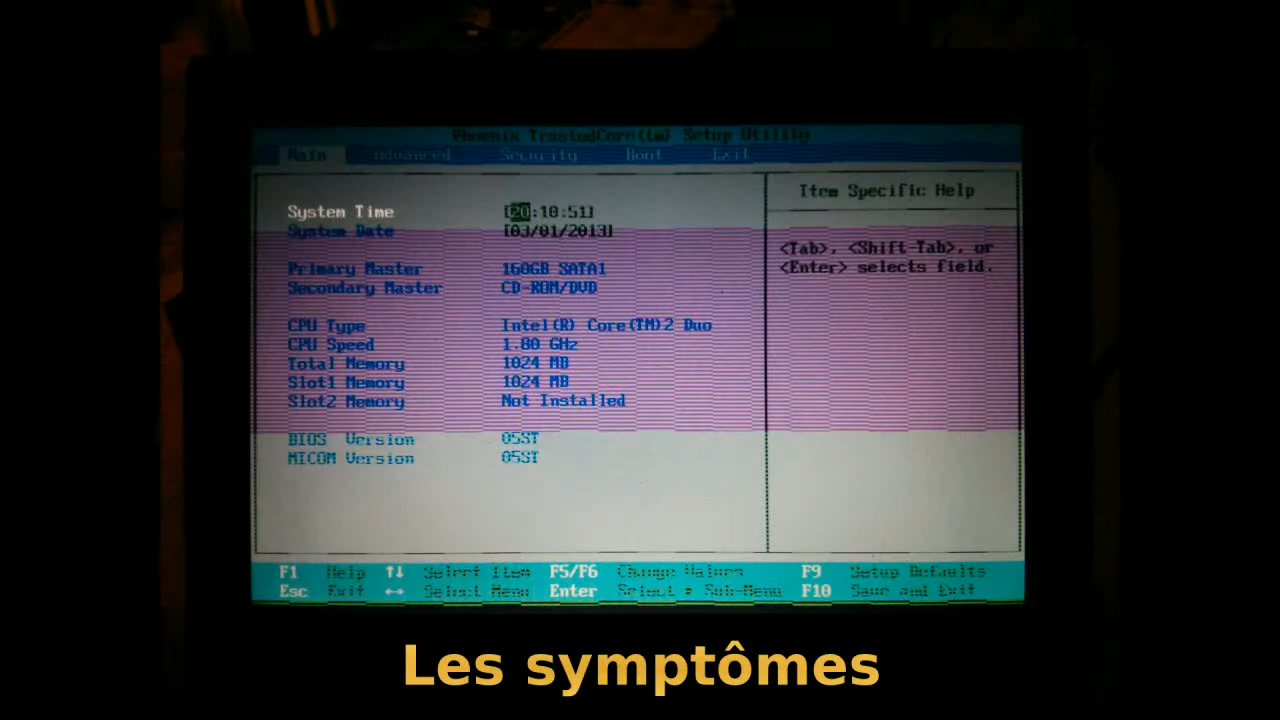 Phoenix TrustedCore(tm) Setup Utility
Main Advanced Security Boot Exit
Item Specific Help
System Time [20:10:51]
System Date [03/01/2013]
<Tab>, <Shift-Tab>, or
<Enter> selects field.
Primary Master 160GB SATA1
Secondary Master CD-ROM/DVD
CPU Type Intel(R) Core(TM)2 Duo
CPU Speed 1.80 GHz
Total Memory 1024 MB
Slot1 Memory 1024 MB
Slot2 Memory Not Installed
BIOS Version 05ST
MICOM Version 05ST
F1 Help ↑↓ Select Item F5/F6 Change Values F9 Setup Defaults
Esc Exit ↔ Select Menu Enter Select ▸ Sub-Menu F10 Save and Exit
Les symptômes